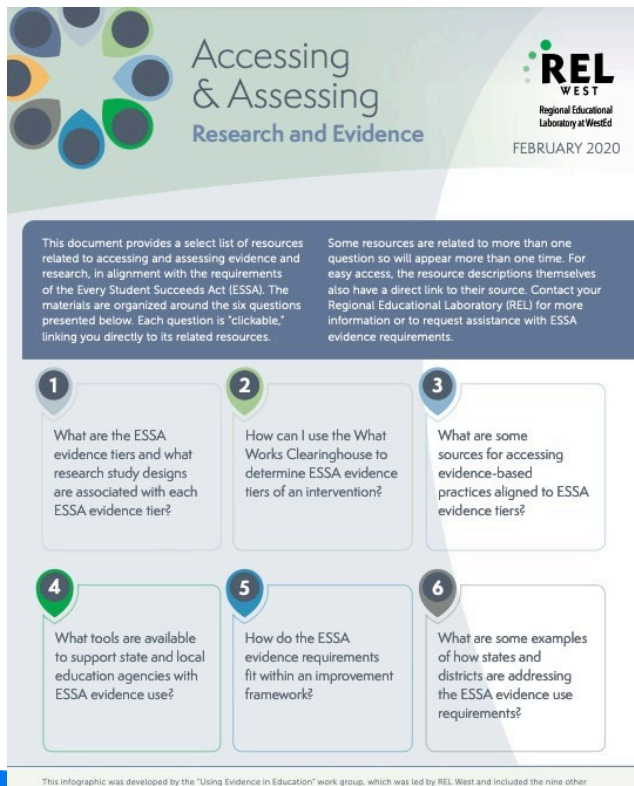 Accessing
& Assessing
Research and Evidence
REL
WEST
Regional Educational
Laboratory at WestEd
FEBRUARY 2020
This document provides a select list of resources
related to accessing and assessing evidence and
research, in alignment with the requirements
of the Every Student Succeeds Act (ESSA). The
materials are organized around the six questions
presented below. Each question is "clickable,"
linking you directly to its related resources.
Some resources are related to more than one
question so will appear more than one time. For
easy access, the resource descriptions themselves
also have a direct link to their source. Contact your
Regional Educational Laboratory (REL) for more
information or to request assistance with ESSA
evidence requirements.
1
What are the ESSA
evidence tiers and what
research study designs
are associated with each
ESSA evidence tier?
2
How can I use the What
Works Clearinghouse to
determine ESSA evidence
tiers of an intervention?
3
What are some
sources for accessing
evidence-based
practices aligned to ESSA
evidence tiers?
4
What tools are available
to support state and local
education agencies with
ESSA evidence use?
5
How do the ESSA
evidence requirements
fit within an improvement
framework?
6
What are some examples
of how states and
districts are addressing
the ESSA evidence use
requirements?
This infographic was developed by the "Using Evidence in Education" work group, which was led by REL West and included the nine other